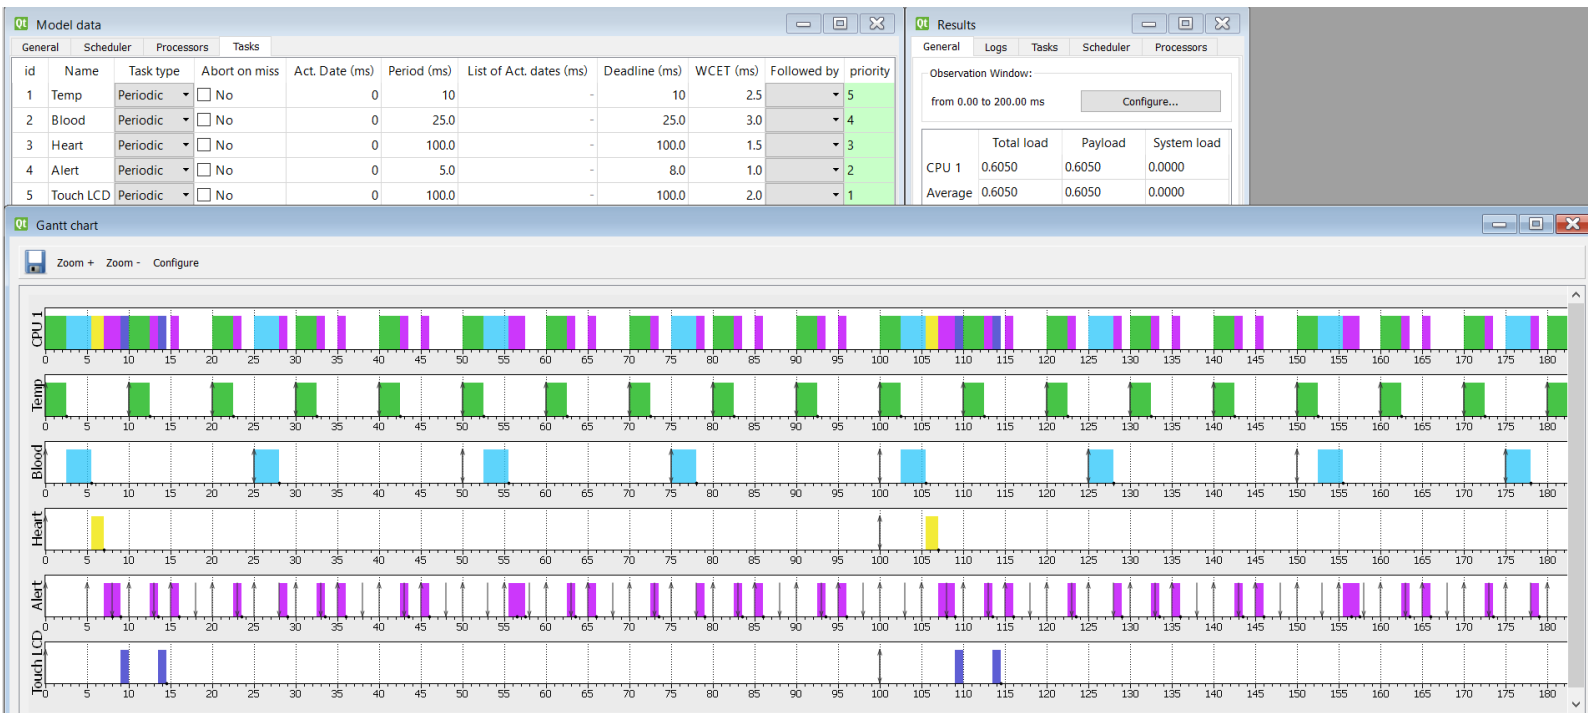 Qt Model data
General Scheduler Processors Tasks
id Name Task type Abort on miss Act. Date (ms) Period (ms) List of Act. dates (ms) Deadline (ms) WCET (ms) Followed by priority
1 Temp Periodic No 0 10 - 10 2.5 5
2 Blood Periodic No 0 25.0 - 25.0 3.0 4
3 Heart Periodic No 0 100.0 - 100.0 1.5 3
4 Alert Periodic No 0 5.0 - 8.0 1.0 2
5 Touch LCD Periodic No 0 100.0 - 100.0 2.0 1
Qt Results
General Logs Tasks Scheduler Processors
Observation Window:
from 0.00 to 200.00 ms Configure...
Total load Payload System load
CPU 1 0.6050 0.6050 0.0000
Average 0.6050 0.6050 0.0000
Qt Gantt chart
Zoom + Zoom - Configure
CPU 1
0 5 10 15 20 25 30 35 40 45 50 55 60 65 70 75 80 85 90 95 100 105 110 115 120 125 130 135 140 145 150 155 160 165 170 175 180
Temp
0 5 10 15 20 25 30 35 40 45 50 55 60 65 70 75 80 85 90 95 100 105 110 115 120 125 130 135 140 145 150 155 160 165 170 175 180
Blood
0 5 10 15 20 25 30 35 40 45 50 55 60 65 70 75 80 85 90 95 100 105 110 115 120 125 130 135 140 145 150 155 160 165 170 175 180
Heart
0 5 10 15 20 25 30 35 40 45 50 55 60 65 70 75 80 85 90 95 100 105 110 115 120 125 130 135 140 145 150 155 160 165 170 175 180
Alert
0 5 10 15 20 25 30 35 40 45 50 55 60 65 70 75 80 85 90 95 100 105 110 115 120 125 130 135 140 145 150 155 160 165 170 175 180
Touch LCD
0 5 10 15 20 25 30 35 40 45 50 55 60 65 70 75 80 85 90 95 100 105 110 115 120 125 130 135 140 145 150 155 160 165 170 175 180